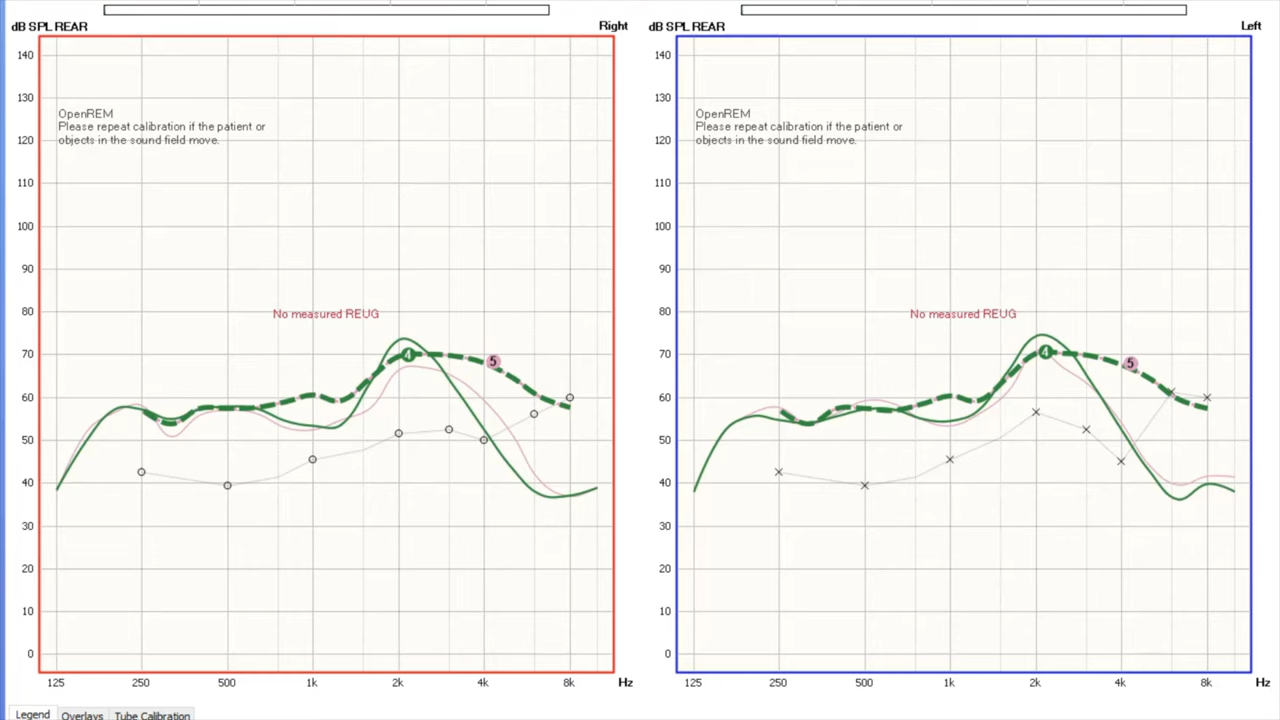 dB SPL REAR
Right
140
130
120
110
100
90
80
70
60
50
40
30
20
10
0
OpenREM
Please repeat calibration if the patient or
objects in the sound field move.
No measured REUG
4
5
125 250 500 1k 2k 4k 8k Hz
dB SPL REAR
Left
140
130
120
110
100
90
80
70
60
50
40
30
20
10
0
OpenREM
Please repeat calibration if the patient or
objects in the sound field move.
No measured REUG
4
5
125 250 500 1k 2k 4k 8k Hz
Legend Overlays Tube Calibration